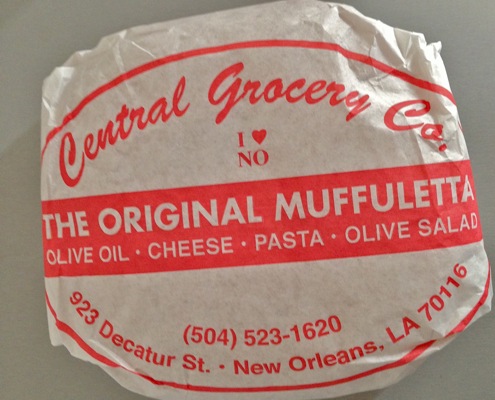 Central Grocery Co.
I ♥
NO
THE ORIGINAL MUFFULETTA
OLIVE OIL · CHEESE · PASTA · OLIVE SALAD
(504) 523-1620
923 Decatur St. · New Orleans, LA 70116